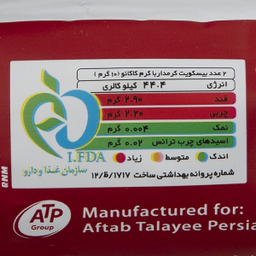 ۲ عدد بیسکویت کرمدار با کرم کاکائو (۱۰ گرم)
انرژی ۴۴.۴ کیلو کالری
قند ۲.۹۰ گرم
چربی ۲.۲۰ گرم
نمک ۰.۰۰۴ گرم
اسیدهای چرب ترانس ۰.۰۲ گرم
اندک متوسط زیاد
I.FDA
سازمان غذا و دارو
شماره پروانه بهداشتی ساخت ۱۲/ظ/۱۷۱۷
BNM
ATP
Group
Manufactured for:
Aftab Talayee Persia